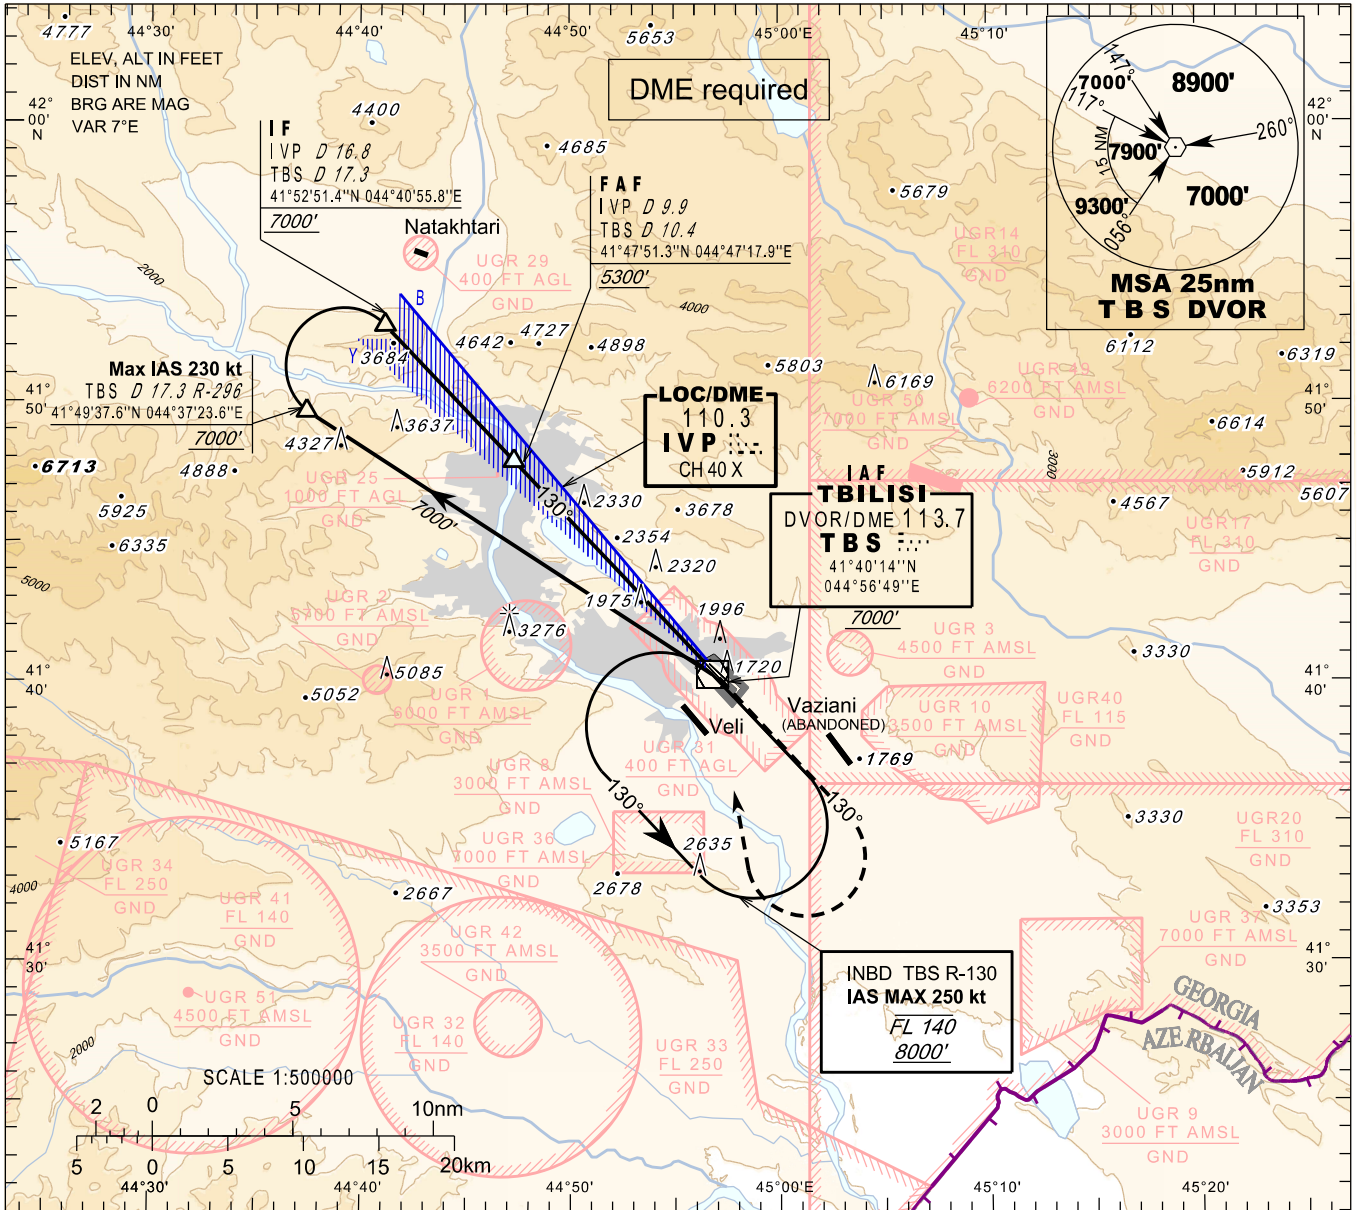 4777
44°30'
44°40'
44°50'
5653
45°00'E
45°10'
ELEV, ALT IN FEET
DIST IN NM
BRG ARE MAG
VAR 7°E
42°
00'
N
4400
DME required
147°
7000'
8900'
117°
260°
15 NM
7900'
7000'
9300'
056°
MSA 25nm
TBS DVOR
42°
00'
N
IF
IVP D 16.8
TBS D 17.3
41°52'51.4"N 044°40'55.8"E
7000'
4685
FAF
IVP D 9.9
TBS D 10.4
41°47'51.3"N 044°47'17.9"E
5300'
5679
Natakhtari
UGR 29
400 FT AGL
GND
UGR14
FL 310
GND
2000
4000
B
Y
3684
4642
4727
4898
5803
6169
6112
6319
Max IAS 230 kt
TBS D 17.3 R-296
41°49'37.6"N 044°37'23.6"E
7000'
41°
50'
UGR 49
6200 FT AMSL
GND
UGR 50
7000 FT AMSL
GND
41°
50'
LOC/DME
110.3
IVP
CH 40 X
3637
4327
6614
6713
4888
3000
5912
5607
UGR 25
1000 FT AGL
GND
5925
6335
7000'
130°
2330
3678
2354
2320
IAF
TBILISI
DVOR/DME 113.7
TBS
41°40'14"N
044°56'49"E
7000'
4567
UGR17
FL 310
GND
5000
UGR 2
5700 FT AMSL
GND
1975
1996
3276
1720
UGR 3
4500 FT AMSL
GND
3330
5085
5052
41°
40'
UGR 1
6000 FT AMSL
GND
Veli
Vaziani
(ABANDONED)
UGR 10
3500 FT AMSL
GND
UGR40
FL 115
GND
41°
40'
1769
UGR 31
400 FT AGL
GND
UGR 8
3000 FT AMSL
GND
130°
130°
UGR 36
7000 FT AMSL
GND
2635
2678
3330
UGR20
FL 310
GND
5167
UGR 34
FL 250
GND
4000
UGR 41
FL 140
GND
2667
3353
UGR 37
7000 FT AMSL
GND
UGR 42
3500 FT AMSL
GND
41°
30'
INBD TBS R-130
IAS MAX 250 kt
FL 140
8000'
41°
30'
UGR 51
4500 FT AMSL
GND
UGR 32
FL 140
GND
UGR 33
FL 250
GND
GEORGIA
AZERBAIJAN
2000
SCALE 1:500000
2 0 5 10nm
5 0 5 10 15 20km
UGR 9
3000 FT AMSL
GND
44°30'
44°40'
44°50'
45°00'E
45°10'
45°20'